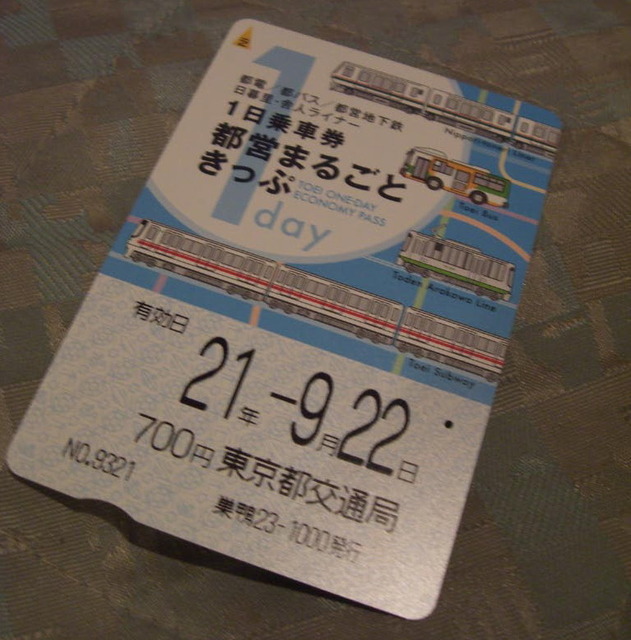 都電／都バス／都営地下鉄
日暮里・舎人ライナー
1日乗車券
都営まるごと
きっぷ
TOEI ONE-DAY
ECONOMY PASS
1day
Nippori-Toneri Liner
Toei Bus
Toden Arakawa Line
Toei Subway
有効日
21年-9月22日
700円 東京都交通局
NO.9321
巣鴨23-1000発行